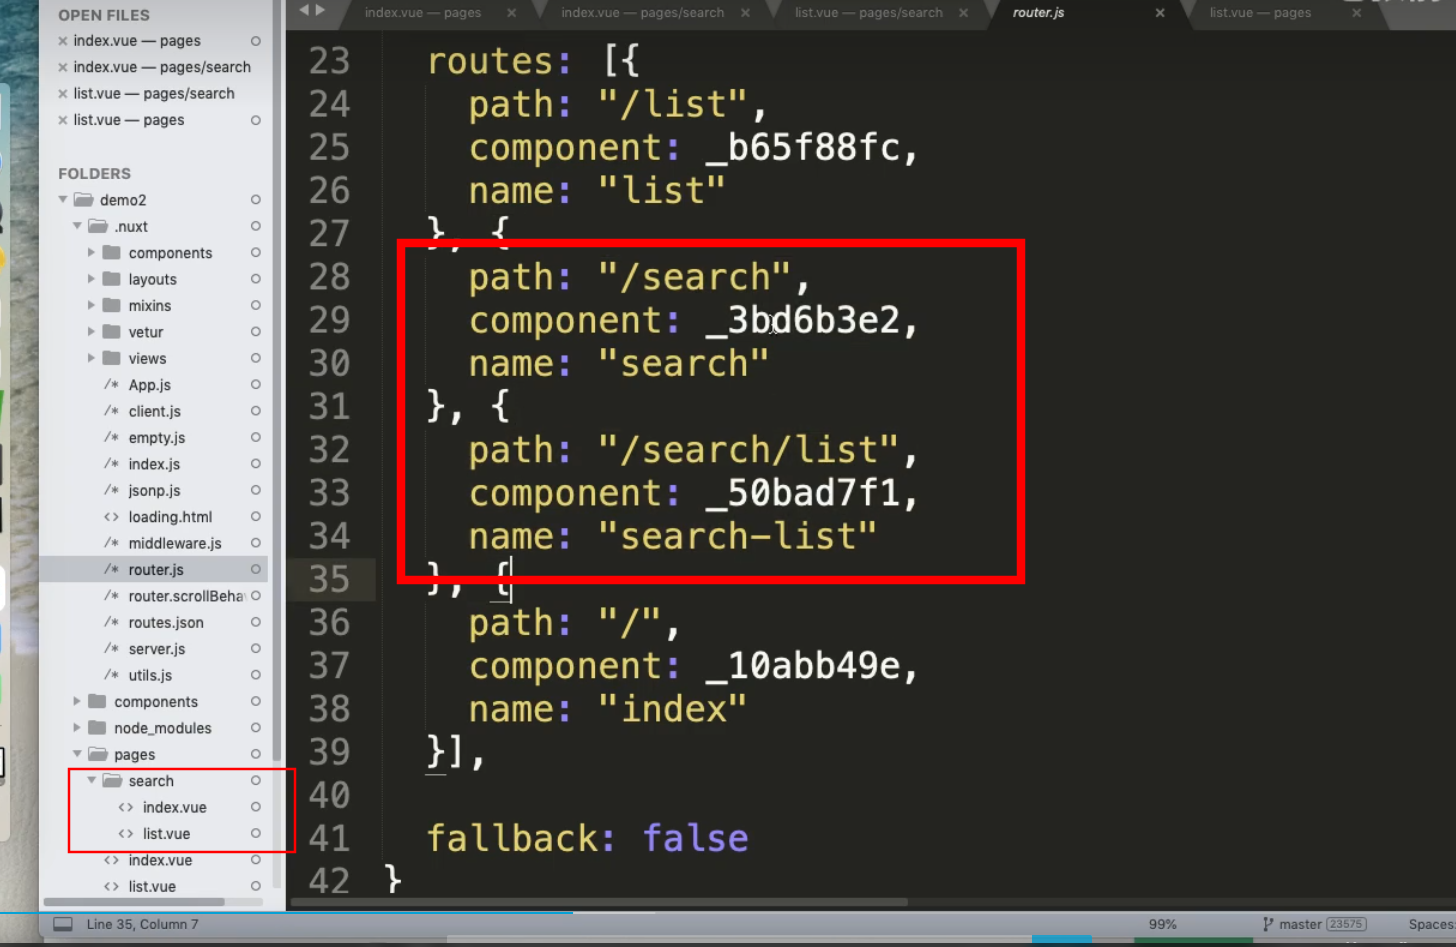 OPEN FILES
index.vue — pages
index.vue — pages/search
list.vue — pages/search
list.vue — pages
FOLDERS
demo2
.nuxt
components
layouts
mixins
vetur
views
/* App.js
/* client.js
/* empty.js
/* index.js
/* jsonp.js
<> loading.html
/* middleware.js
/* router.js
/* router.scrollBeha
/* routes.json
/* server.js
/* utils.js
components
node_modules
pages
search
<> index.vue
<> list.vue
<> index.vue
<> list.vue
index.vue — pages
index.vue — pages/search
list.vue — pages/search
router.js
list.vue — pages
23 routes: [{
24 path: "/list",
25 component: _b65f88fc,
26 name: "list"
27 }, {
28 path: "/search",
29 component: _3bd6b3e2,
30 name: "search"
31 }, {
32 path: "/search/list",
33 component: _50bad7f1,
34 name: "search-list"
35 }, {
36 path: "/",
37 component: _10abb49e,
38 name: "index"
39 }],
40
41 fallback: false
42 }
Line 35, Column 7
99%
master 23575
Spaces: